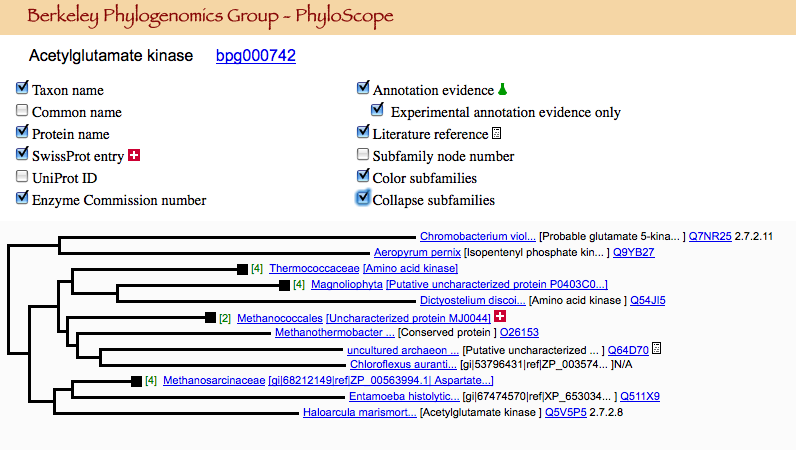 Berkeley Phylogenomics Group - PhyloScope
Acetylglutamate kinase bpg000742
Taxon name
Common name
Protein name
SwissProt entry
UniProt ID
Enzyme Commission number
Annotation evidence
Experimental annotation evidence only
Literature reference
Subfamily node number
Color subfamilies
Collapse subfamilies
Chromobacterium viol... [Probable glutamate 5-kina... ] Q7NR25 2.7.2.11
Aeropyrum pernix [Isopentenyl phosphate kin... ] Q9YB27
[4] Thermococcaceae [Amino acid kinase]
[4] Magnoliophyta [Putative uncharacterized protein P0403C0...]
Dictyostelium discoi... [Amino acid kinase ] Q54JI5
[2] Methanococcales [Uncharacterized protein MJ0044]
Methanothermobacter ... [Conserved protein ] O26153
uncultured archaeon ... [Putative uncharacterized ... ] Q64D70
Chloroflexus auranti... [gi|53796431|ref|ZP_003574... ]N/A
[4] Methanosarcinaceae [gi|68212149|ref|ZP_00563994.1| Aspartate...]
Entamoeba histolytic... [gi|67474570|ref|XP_653034... ] Q511X9
Haloarcula marismort... [Acetylglutamate kinase ] Q5V5P5 2.7.2.8